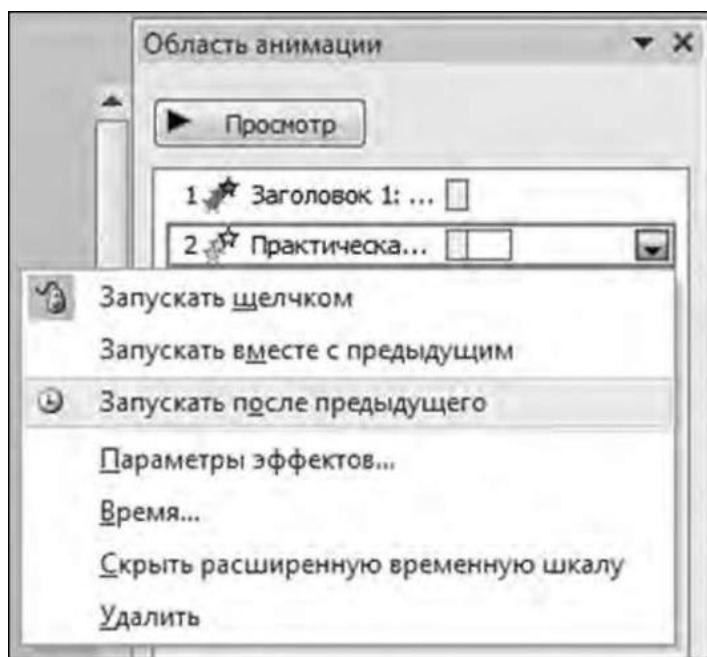 Область анимации
Просмотр
1 Заголовок 1: ...
2 Практическа...
Запускать щелчком
Запускать вместе с предыдущим
Запускать после предыдущего
Параметры эффектов...
Время...
Скрыть расширенную временную шкалу
Удалить